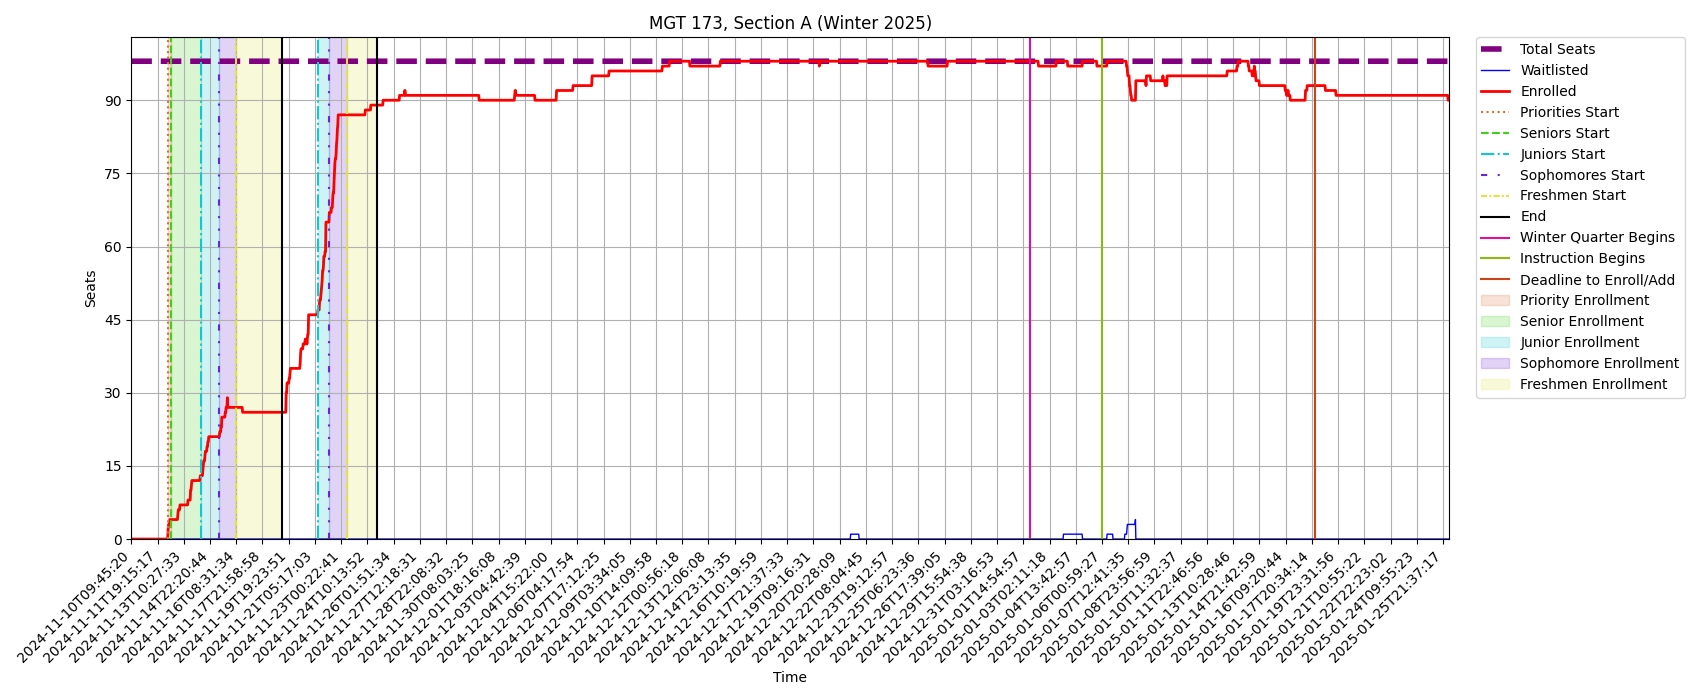 MGT 173, Section A (Winter 2025)
Seats
90
75
60
45
30
15
0
2024-11-10T09:45:20
2024-11-11T19:15:17
2024-11-13T10:27:33
2024-11-14T22:20:44
2024-11-16T08:31:34
2024-11-17T21:58:58
2024-11-19T19:23:51
2024-11-21T05:17:03
2024-11-23T00:22:41
2024-11-24T10:13:52
2024-11-26T01:51:34
2024-11-27T12:18:31
2024-11-28T22:08:32
2024-11-30T08:03:25
2024-12-01T18:16:09
2024-12-03T04:42:39
2024-12-04T15:22:00
2024-12-06T04:17:54
2024-12-07T17:12:25
2024-12-09T03:34:05
2024-12-10T14:09:58
2024-12-12T00:56:18
2024-12-13T12:06:08
2024-12-14T23:13:35
2024-12-16T10:19:59
2024-12-17T21:37:33
2024-12-19T09:16:31
2024-12-20T20:28:09
2024-12-22T08:04:45
2024-12-23T19:12:57
2024-12-25T06:23:36
2024-12-26T17:39:05
2024-12-29T15:54:38
2024-12-31T03:16:53
2025-01-01T14:54:57
2025-01-03T02:11:18
2025-01-04T13:42:57
2025-01-06T00:59:27
2025-01-07T12:41:35
2025-01-08T23:56:59
2025-01-10T11:32:37
2025-01-11T22:46:56
2025-01-13T10:28:46
2025-01-14T21:42:59
2025-01-16T09:20:44
2025-01-17T20:34:14
2025-01-19T23:31:56
2025-01-21T10:55:22
2025-01-22T22:23:02
2025-01-24T09:55:23
2025-01-25T21:37:17
Time
Total Seats
Waitlisted
Enrolled
Priorities Start
Seniors Start
Juniors Start
Sophomores Start
Freshmen Start
End
Winter Quarter Begins
Instruction Begins
Deadline to Enroll/Add
Priority Enrollment
Senior Enrollment
Junior Enrollment
Sophomore Enrollment
Freshmen Enrollment